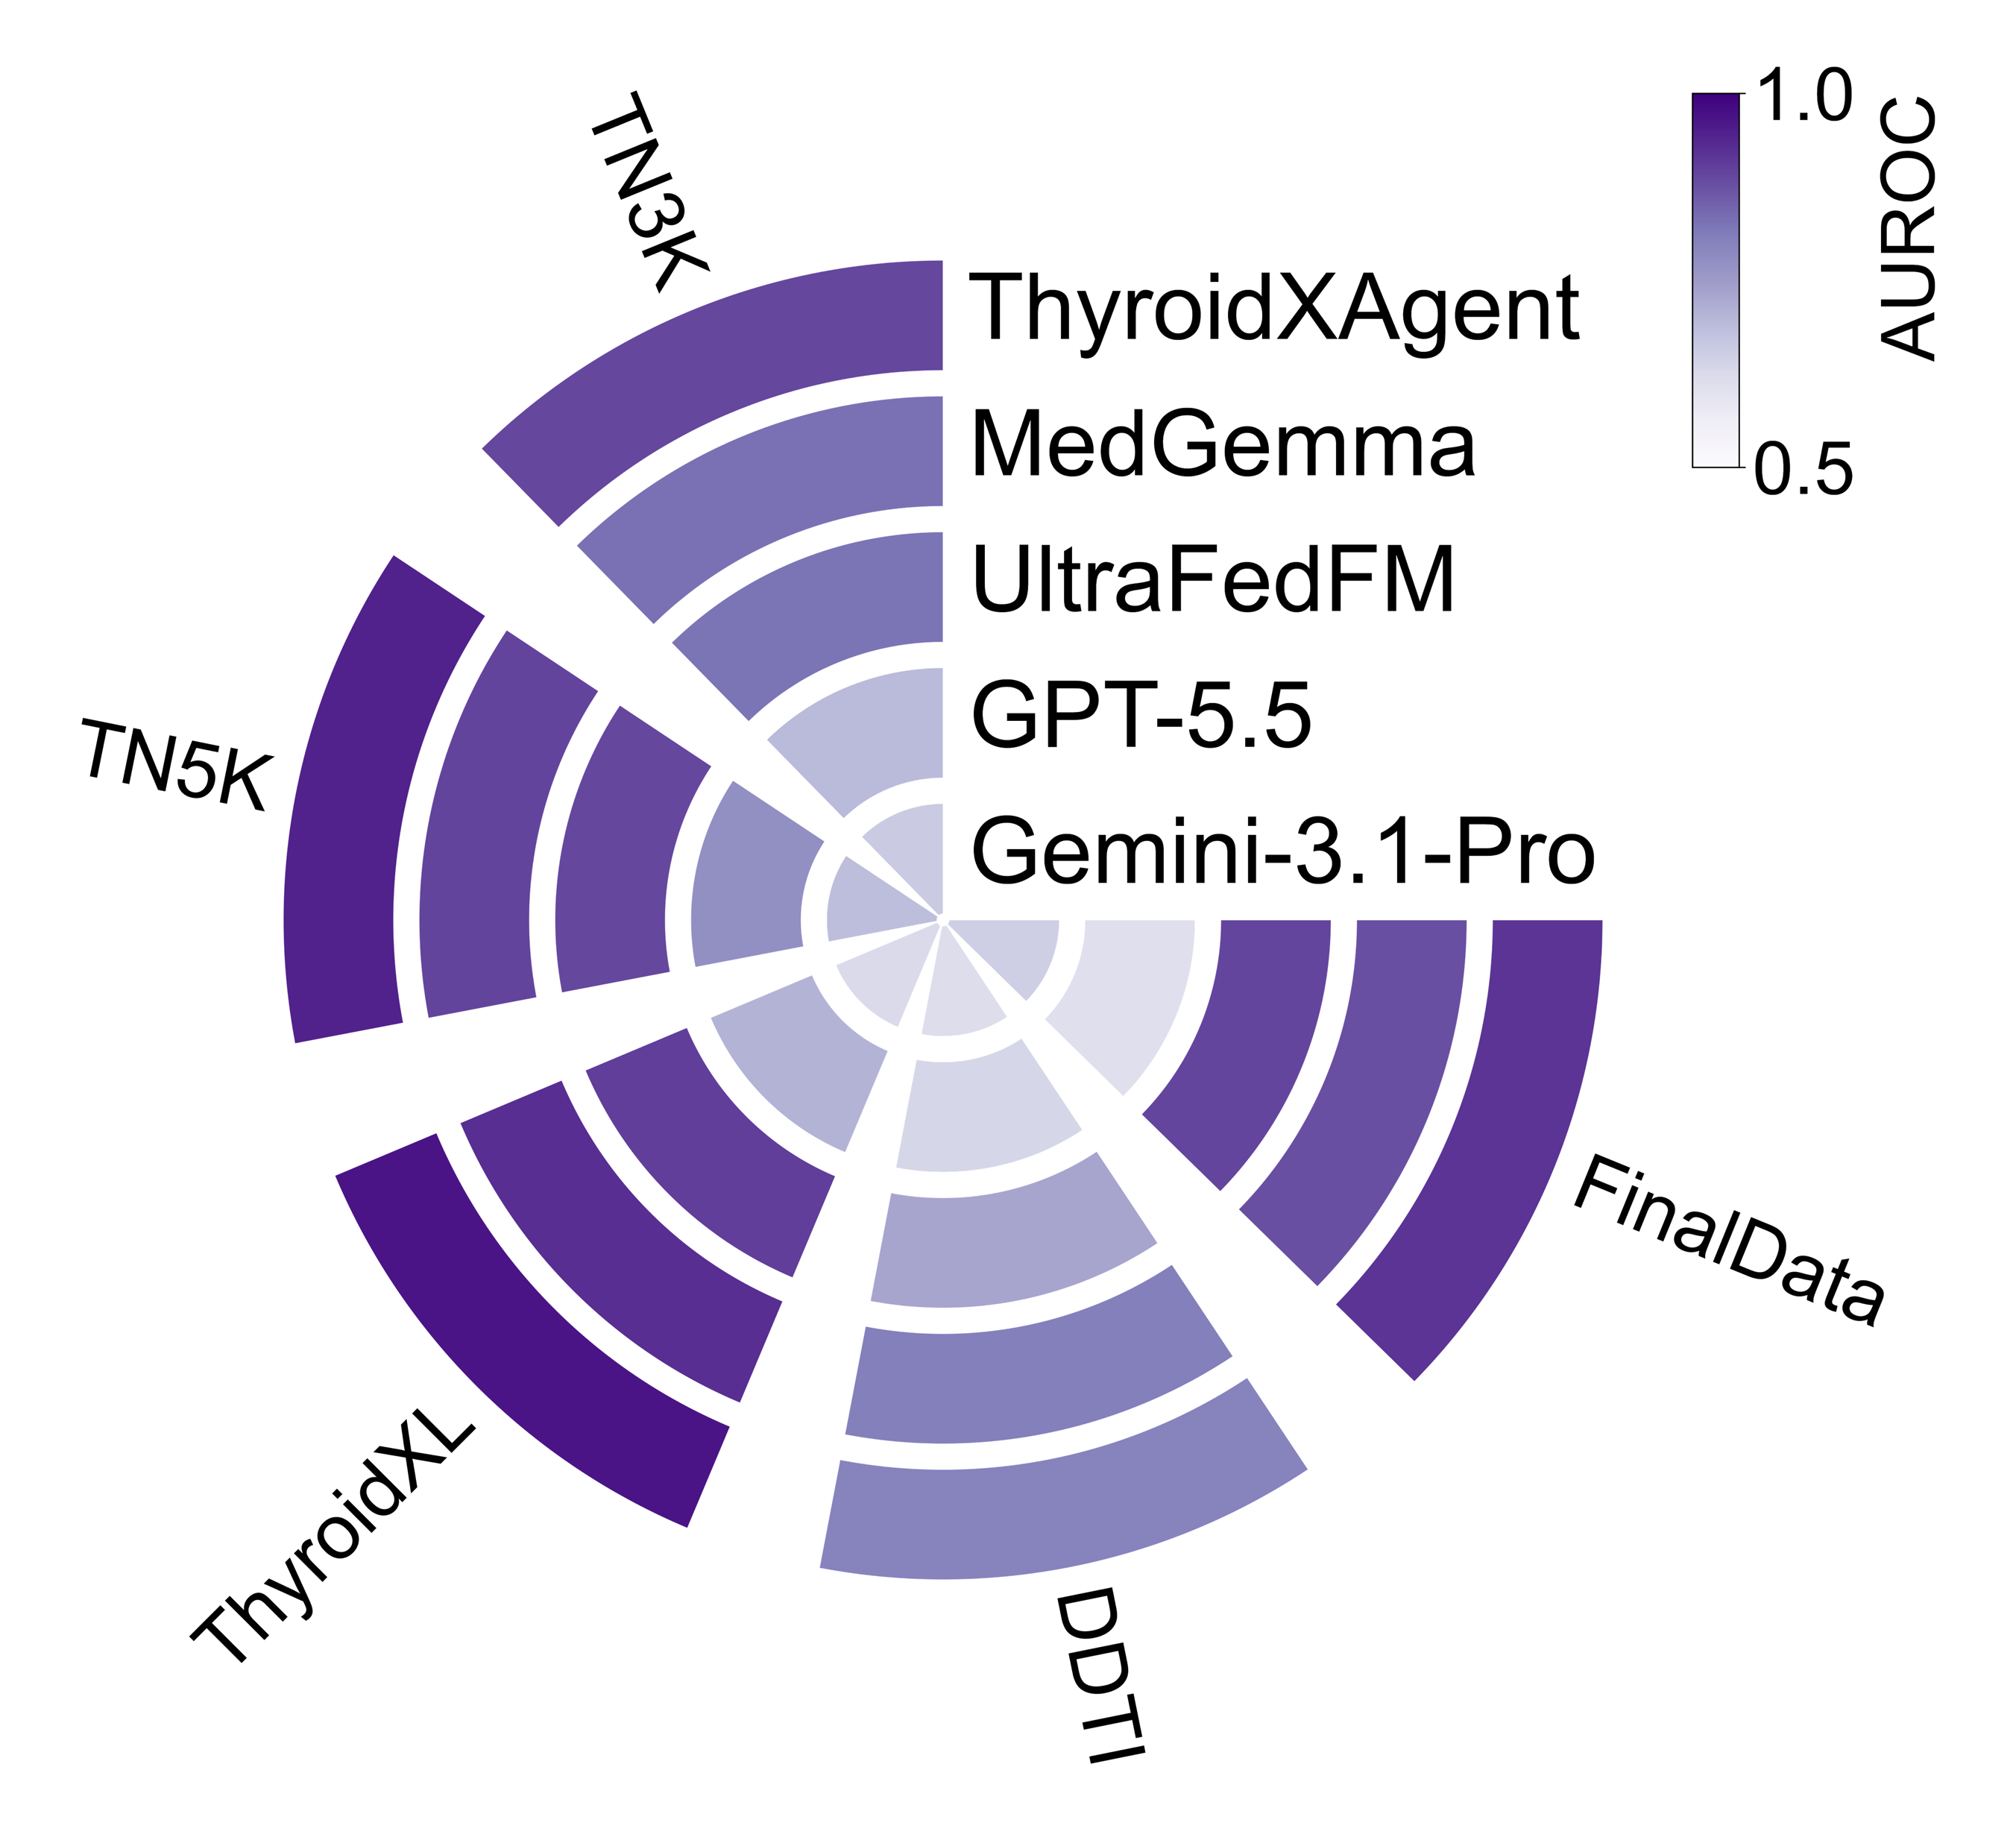 TN3K
ThyroidXAgent
MedGemma
UltraFedFM
GPT-5.5
Gemini-3.1-Pro
1.0
0.5
AUROC
TN5K
ThyroidXL
DDTI
FinalData